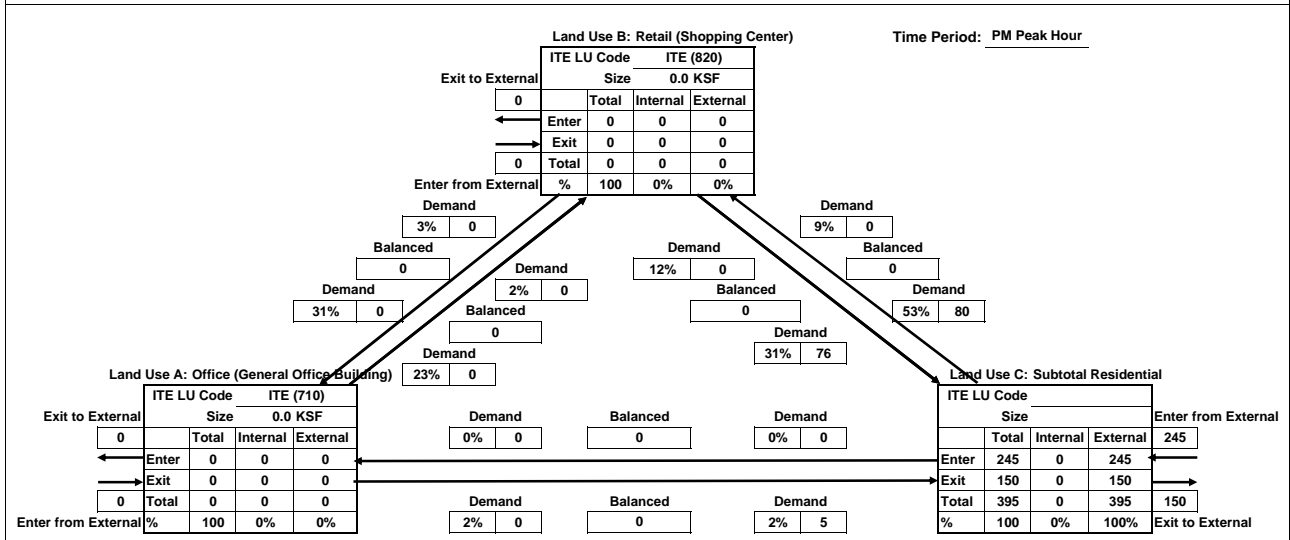 Land Use B: Retail (Shopping Center)
Time Period: PM Peak Hour
ITE LU Code ITE (820)
Exit to External Size 0.0 KSF
0 Total Internal External
Enter 0 0 0
Exit 0 0 0
0 Total 0 0 0
Enter from External % 100 0% 0%
Demand Demand
3% 0 9% 0
Balanced Demand Balanced
0 Demand 12% 0 0
Demand 2% 0 Balanced Demand
31% 0 Balanced 0 53% 80
0 Demand
Demand 31% 76
Land Use A: Office (General Office Building) 23% 0 Land Use C: Subtotal Residential
ITE LU Code ITE (710) ITE LU Code
Exit to External Size 0.0 KSF Demand Balanced Demand Size Enter from External
0 Total Internal External 0% 0 0 0% 0 Total Internal External 245
Enter 0 0 0 Enter 245 0 245
Exit 0 0 0 Exit 150 0 150
0 Total 0 0 0 Demand Balanced Demand Total 395 0 395 150
Enter from External % 100 0% 0% 2% 0 0 2% 5 % 100 0% 100% Exit to External